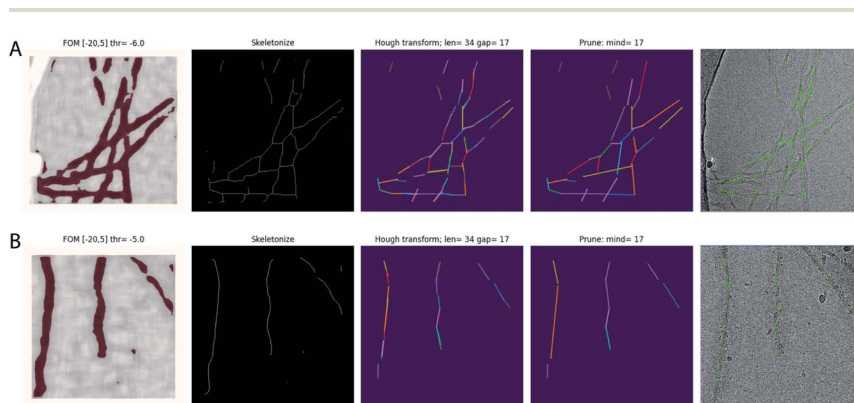 A
FOM [-20,5] thr= -6.0
Skeletonize
Hough transform; len= 34 gap= 17
Prune: mind= 17
B
FOM [-20,5] thr= -5.0
Skeletonize
Hough transform; len= 34 gap= 17
Prune: mind= 17